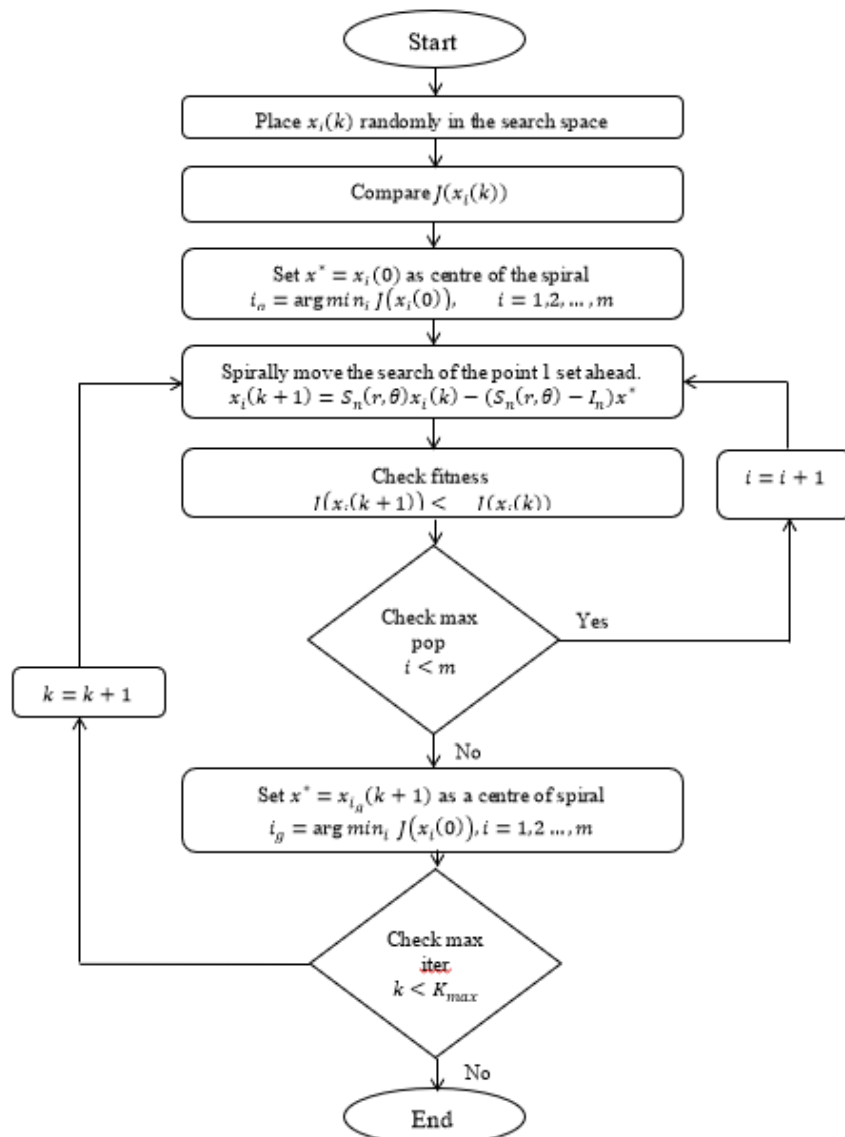 Start
Place x_i(k) randomly in the search space
Compare J(x_i(k))
Set x* = x_i(0) as centre of the spiral
i_g = arg min_i J(x_i(0)),    i = 1,2, ... , m
Spirally move the search of the point l set ahead.
x_i(k + 1) = S_n(r, θ)x_i(k) − (S_n(r, θ) − I_n)x*
Check fitness
J(x_i(k + 1)) <    J(x_i(k))
i = i + 1
Check max
pop
i < m
Yes
k = k + 1
No
Set x* = x_{i_g}(k + 1) as a centre of spiral
i_g = arg min_i J(x_i(0)), i = 1,2 ... , m
Check max
iter
k < K_max
No
End